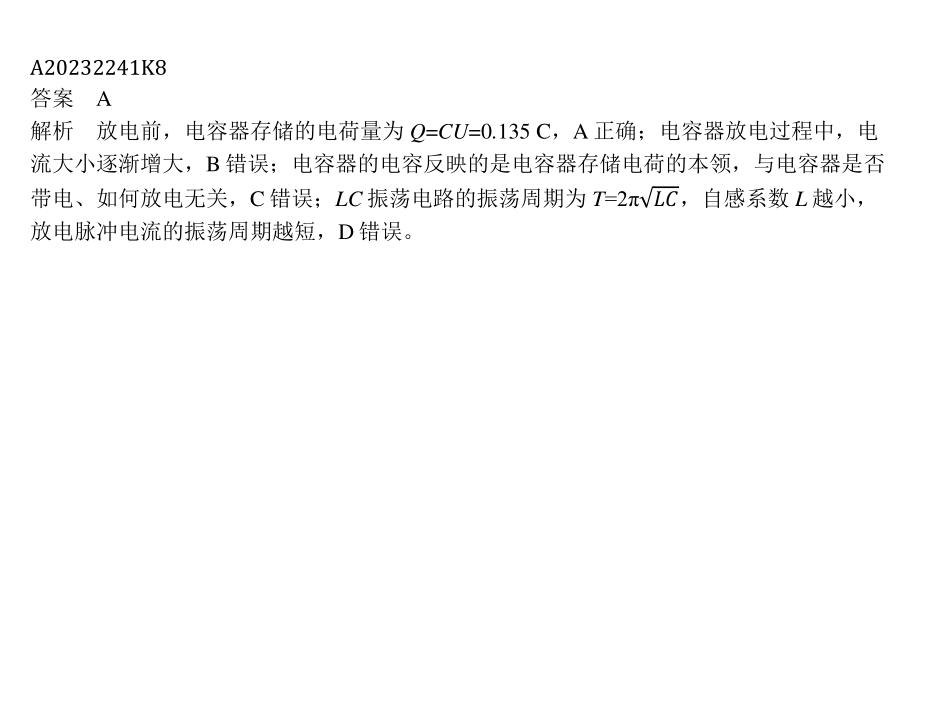 A20232241K8
答案　A
解析　放电前，电容器存储的电荷量为 Q=CU=0.135 C，A 正确；电容器放电过程中，电
流大小逐渐增大，B 错误；电容器的电容反映的是电容器存储电荷的本领，与电容器是否
带电、如何放电无关，C 错误；LC 振荡电路的振荡周期为 T=2π√LC，自感系数 L 越小，
放电脉冲电流的振荡周期越短，D 错误。